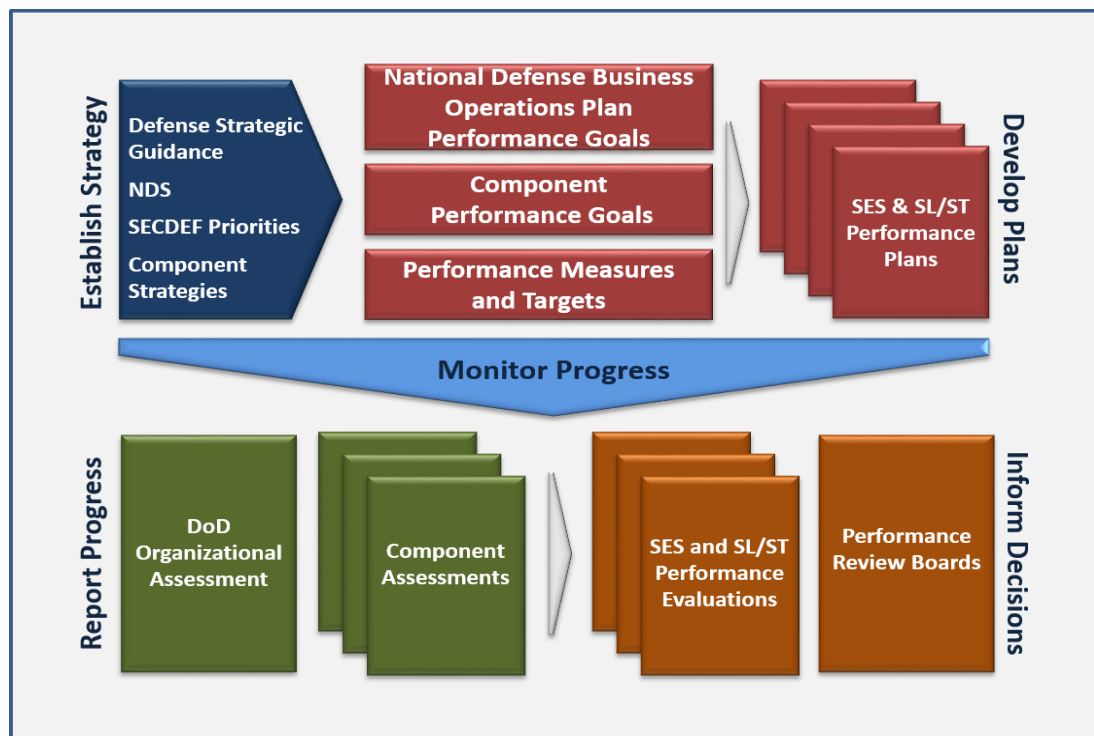 Establish Strategy
Defense Strategic
Guidance
NDS
SECDEF Priorities
Component
Strategies
National Defense Business
Operations Plan
Performance Goals
Component
Performance Goals
Performance Measures
and Targets
SES & SL/ST
Performance
Plans
Develop Plans
Monitor Progress
Report Progress
DoD
Organizational
Assessment
Component
Assessments
SES and SL/ST
Performance
Evaluations
Performance
Review Boards
Inform Decisions